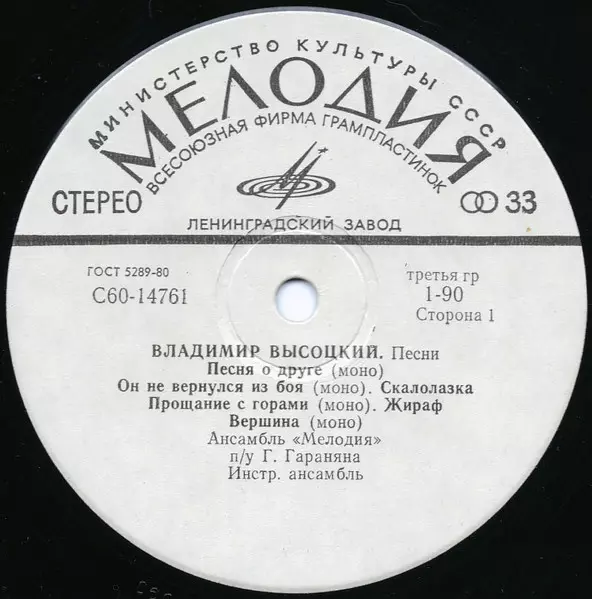 МИНИСТЕРСТВО КУЛЬТУРЫ СССР
МЕЛОДИЯ
ВСЕСОЮЗНАЯ ФИРМА ГРАМПЛАСТИНОК
СТЕРЕО 33
ЛЕНИНГРАДСКИЙ ЗАВОД
ГОСТ 5289-80 третья гр
С60-14761 1-90
Сторона 1
ВЛАДИМИР ВЫСОЦКИЙ. Песни
Песня о друге (моно)
Он не вернулся из боя (моно). Скалолазка
Прощание с горами (моно). Жираф
Вершина (моно)
Ансамбль «Мелодия»
п/у Г. Гараняна
Инстр. ансамбль